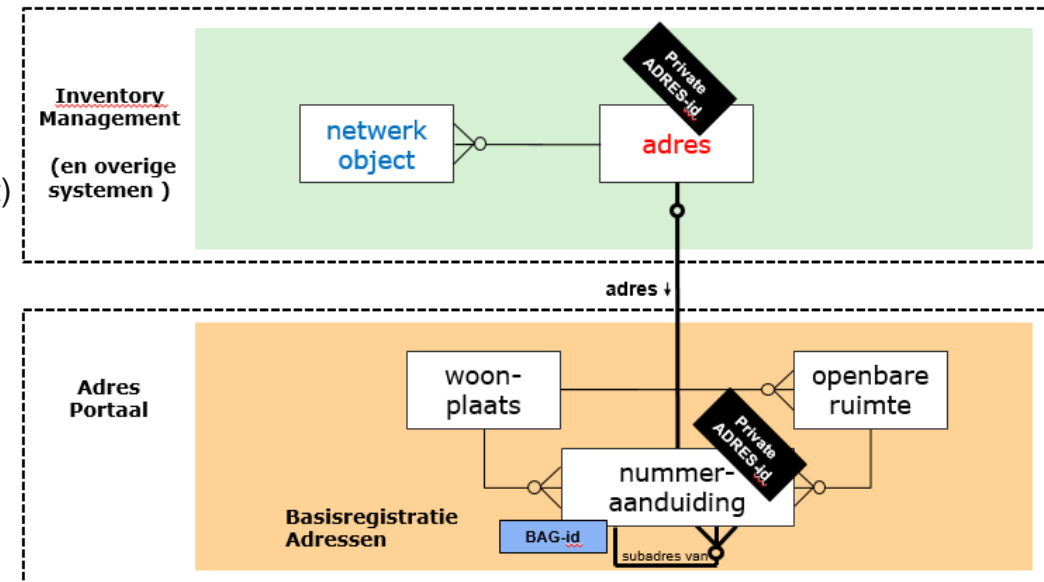 Inventory
Management
(en overige
systemen )
)
netwerk
object
Private
ADRES-id
adres
adres ↓
Adres
Portaal
woon-
plaats
openbare
ruimte
Private
ADRES-id
nummer-
aanduiding
Basisregistratie
Adressen
BAG-id
subadres van